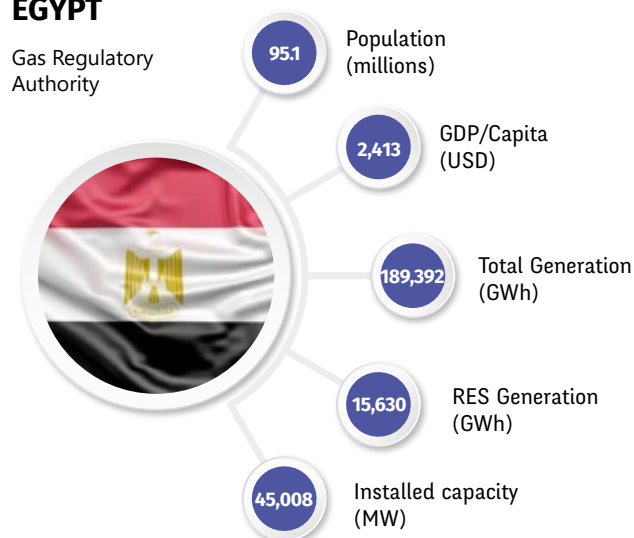 EGYPT
Gas Regulatory
Authority
95.1
Population
(millions)
2,413
GDP/Capita
(USD)
189,392
Total Generation
(GWh)
15,630
RES Generation
(GWh)
45,008
Installed capacity
(MW)